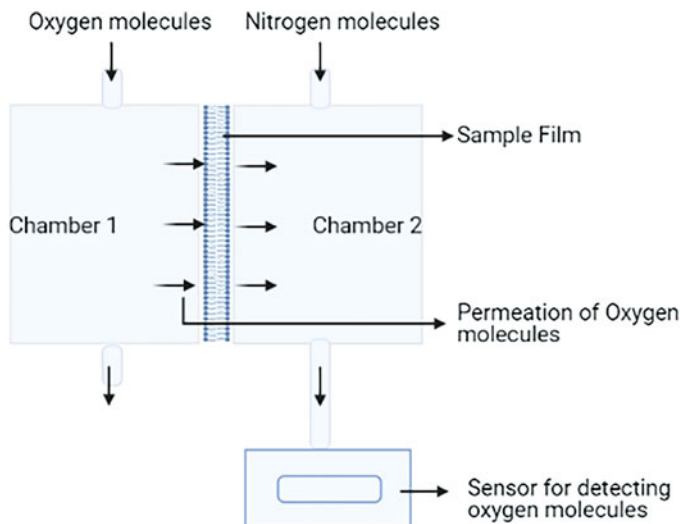 Oxygen molecules
Nitrogen molecules
Sample Film
Chamber 1
Chamber 2
Permeation of Oxygen
molecules
Sensor for detecting
oxygen molecules